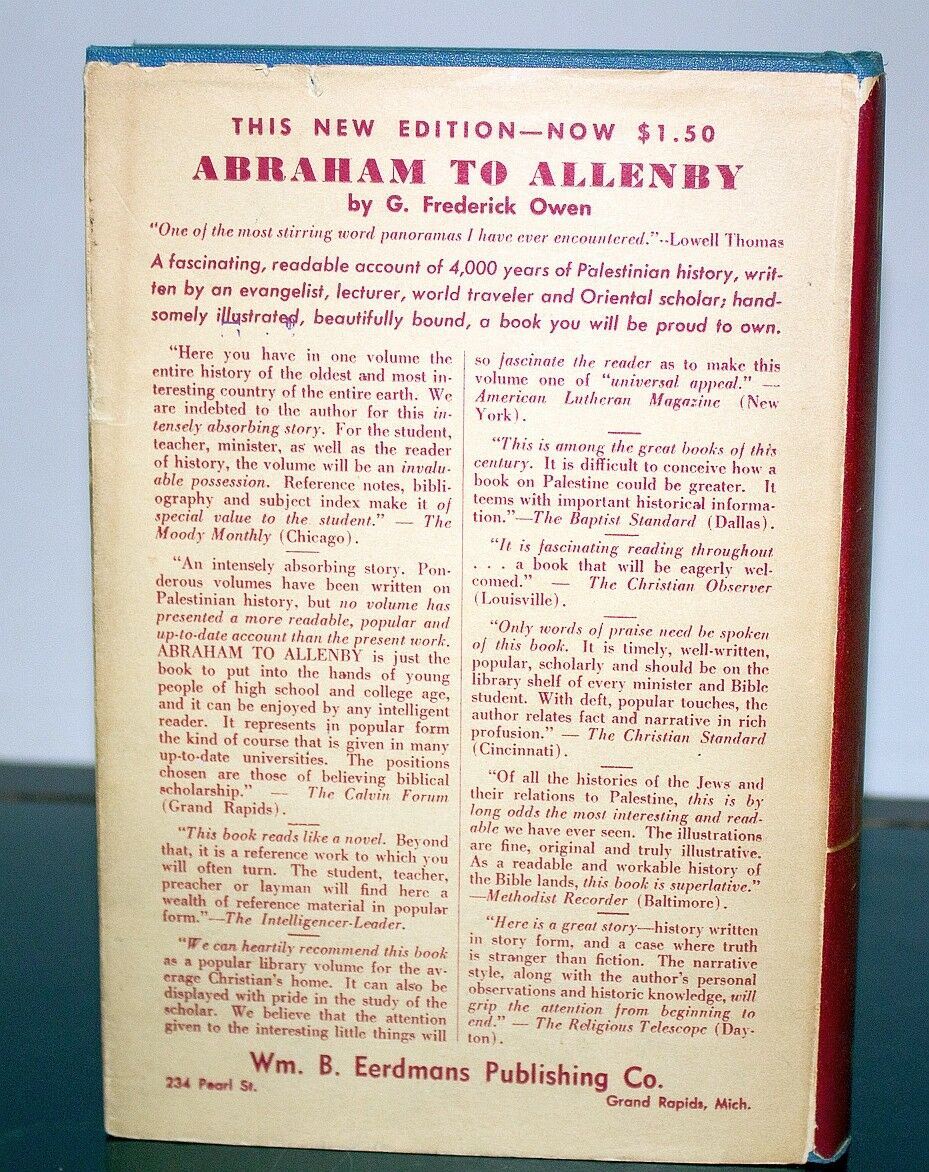 THIS NEW EDITION—NOW $1.50
ABRAHAM TO ALLENBY
by G. Frederick Owen
"One of the most stirring word panoramas I have ever encountered."--Lowell Thomas
A fascinating, readable account of 4,000 years of Palestinian history, writ-
ten by an evangelist, lecturer, world traveler and Oriental scholar; hand-
somely illustrated, beautifully bound, a book you will be proud to own.
"Here you have in one volume the
entire history of the oldest and most in-
teresting country of the entire earth. We
are indebted to the author for this in-
tensely absorbing story. For the student,
teacher, minister, as well as the reader
of history, the volume will be an invalu-
able possession. Reference notes, bibli-
ography and subject index make it of
special value to the student." — The
Moody Monthly (Chicago).
"An intensely absorbing story. Pon-
derous volumes have been written on
Palestinian history, but no volume has
presented a more readable, popular and
up-to-date account than the present work.
ABRAHAM TO ALLENBY is just the
book to put into the hands of young
people of high school and college age,
and it can be enjoyed by any intelligent
reader. It represents in popular form
the kind of course that is given in many
up-to-date universities. The positions
chosen are those of believing biblical
scholarship." — The Calvin Forum
(Grand Rapids).
"This book reads like a novel. Beyond
that, it is a reference work to which you
will often turn. The student, teacher,
preacher or layman will find here a
wealth of reference material in popular
form."—The Intelligencer-Leader.
"We can heartily recommend this book
as a popular library volume for the av-
erage Christian's home. It can also be
displayed with pride in the study of the
scholar. We believe that the attention
given to the interesting little things will
so fascinate the reader as to make this
volume one of "universal appeal." —
American Lutheran Magazine (New
York).
"This is among the great books of this
century. It is difficult to conceive how a
book on Palestine could be greater. It
teems with important historical informa-
tion."—The Baptist Standard (Dallas).
"It is fascinating reading throughout
. . . a book that will be eagerly wel-
comed." — The Christian Observer
(Louisville).
"Only words of praise need be spoken
of this book. It is timely, well-written,
popular, scholarly and should be on the
library shelf of every minister and Bible
student. With deft, popular touches, the
author relates fact and narrative in rich
profusion." — The Christian Standard
(Cincinnati).
"Of all the histories of the Jews and
their relations to Palestine, this is by
long odds the most interesting and read-
able we have ever seen. The illustrations
are fine, original and truly illustrative.
As a readable and workable history of
the Bible lands, this book is superlative."
—Methodist Recorder (Baltimore).
"Here is a great story—history written
in story form, and a case where truth
is stranger than fiction. The narrative
style, along with the author's personal
observations and historic knowledge, will
grip the attention from beginning to
end." — The Religious Telescope (Day-
ton).
Wm. B. Eerdmans Publishing Co.
234 Pearl St.
Grand Rapids, Mich.